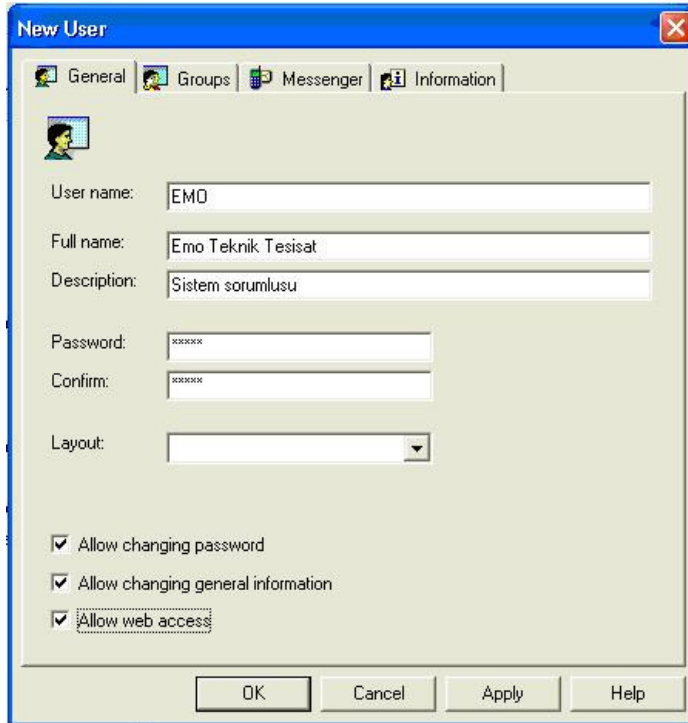 New User
General Groups Messenger Information
User name: EMO
Full name: Emo Teknik Tesisat
Description: Sistem sorumlusu
Password: *****
Confirm: *****
Layout:
Allow changing password
Allow changing general information
Allow web access
OK Cancel Apply Help